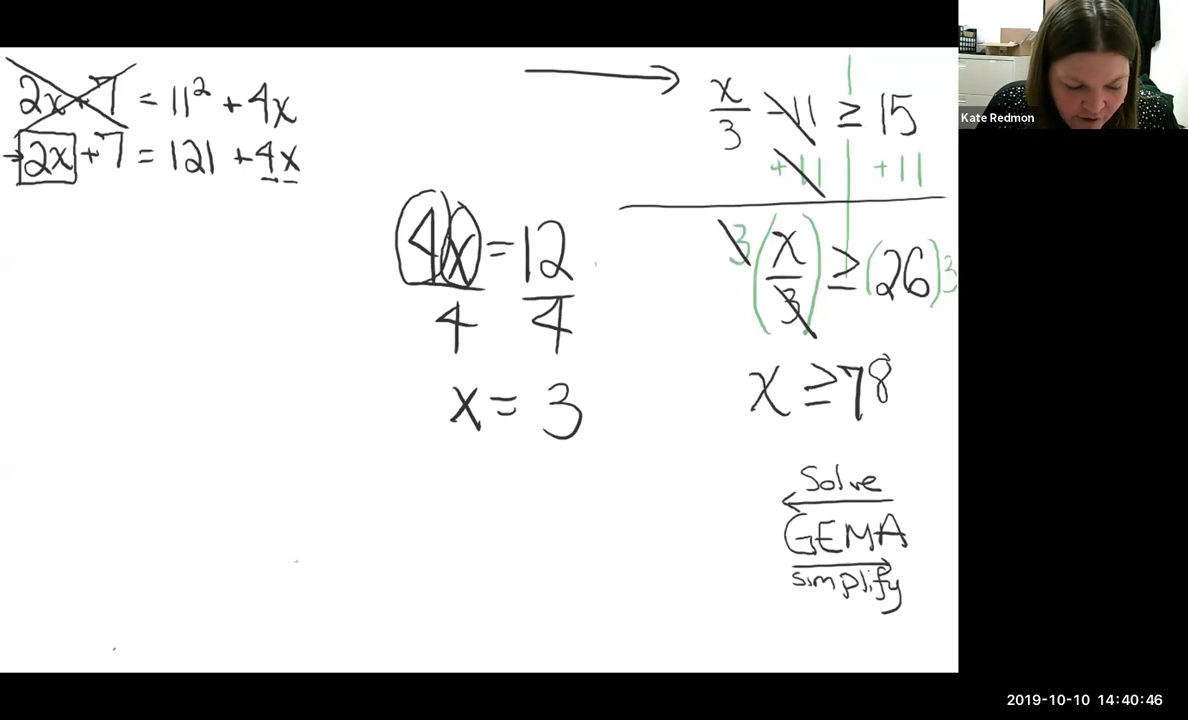 2x + 7 = 11² + 4x
2x + 7 = 121 + 4x
4x = 12
4 4
x = 3
x/3 - 11 ≥ 15
+11 +11
3(x/3) ≥ (26)3
x ≥ 78
Solve
GEMA
simplify
Kate Redmon
2019-10-10 14:40:46